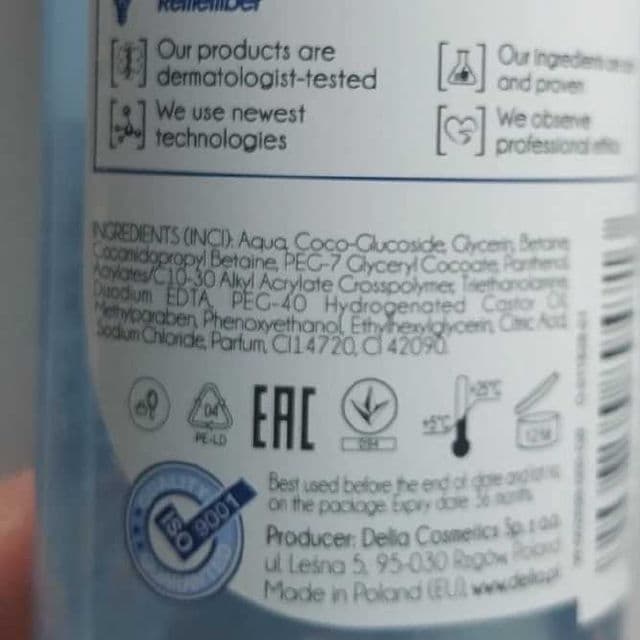 Remember
Our products are
dermatologist-tested
We use newest
technologies
Our ingredients are
and proven
We observe
professional ethics
INGREDIENTS (INCI): Aqua, Coco-Glucoside, Glycerin, Betaine,
Cocamidopropyl Betaine, PEG-7 Glyceryl Cocoate, Panthenol,
Acrylates/C10-30 Alkyl Acrylate Crosspolymer, Triethanolamine,
Disodium EDTA, PEG-40 Hydrogenated Castor Oil,
Methylparaben, Phenoxyethanol, Ethylhexylglycerin, Citric Acid,
Sodium Chloride, Parfum, CI 14720, CI 42090.
04
PE-LD
EAC
+5°C
+25°C
12M
ISO 9001
Best used before the end of date and lot no.
on the package. Expiry date: 36 months.
Producer: Delia Cosmetics Sp. z o.o.
ul. Leśna 5, 95-030 Rzgów, Poland
Made in Poland (EU), www.delia.pl